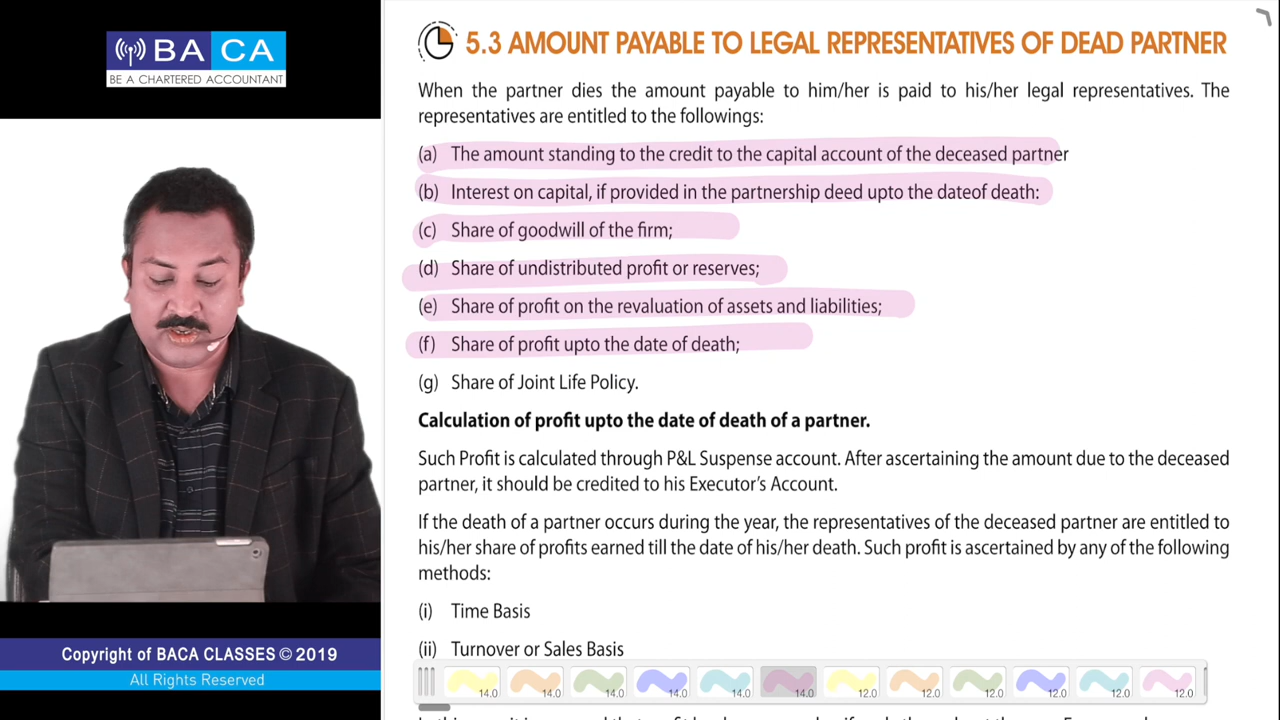 BA CA
BE A CHARTERED ACCOUNTANT
5.3 AMOUNT PAYABLE TO LEGAL REPRESENTATIVES OF DEAD PARTNER
When the partner dies the amount payable to him/her is paid to his/her legal representatives. The
representatives are entitled to the followings:
(a) The amount standing to the credit to the capital account of the deceased partner
(b) Interest on capital, if provided in the partnership deed upto the dateof death:
(c) Share of goodwill of the firm;
(d) Share of undistributed profit or reserves;
(e) Share of profit on the revaluation of assets and liabilities;
(f) Share of profit upto the date of death;
(g) Share of Joint Life Policy.
Calculation of profit upto the date of death of a partner.
Such Profit is calculated through P&L Suspense account. After ascertaining the amount due to the deceased
partner, it should be credited to his Executor's Account.
If the death of a partner occurs during the year, the representatives of the deceased partner are entitled to
his/her share of profits earned till the date of his/her death. Such profit is ascertained by any of the following
methods:
(i) Time Basis
(ii) Turnover or Sales Basis
14.0 14.0 14.0 14.0 14.0 14.0 12.0 12.0 12.0 12.0 12.0 12.0
Copyright of BACA CLASSES © 2019
All Rights Reserved